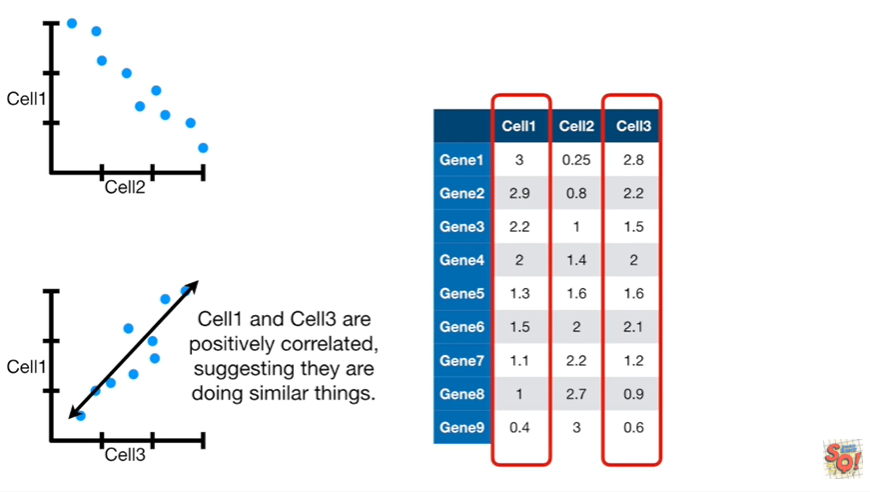 Cell1
Cell2
Cell1
Cell3
Cell1 and Cell3 are
positively correlated,
suggesting they are
doing similar things.
Cell1 Cell2 Cell3
Gene1 3 0.25 2.8
Gene2 2.9 0.8 2.2
Gene3 2.2 1 1.5
Gene4 2 1.4 2
Gene5 1.3 1.6 1.6
Gene6 1.5 2 2.1
Gene7 1.1 2.2 1.2
Gene8 1 2.7 0.9
Gene9 0.4 3 0.6
SQ!